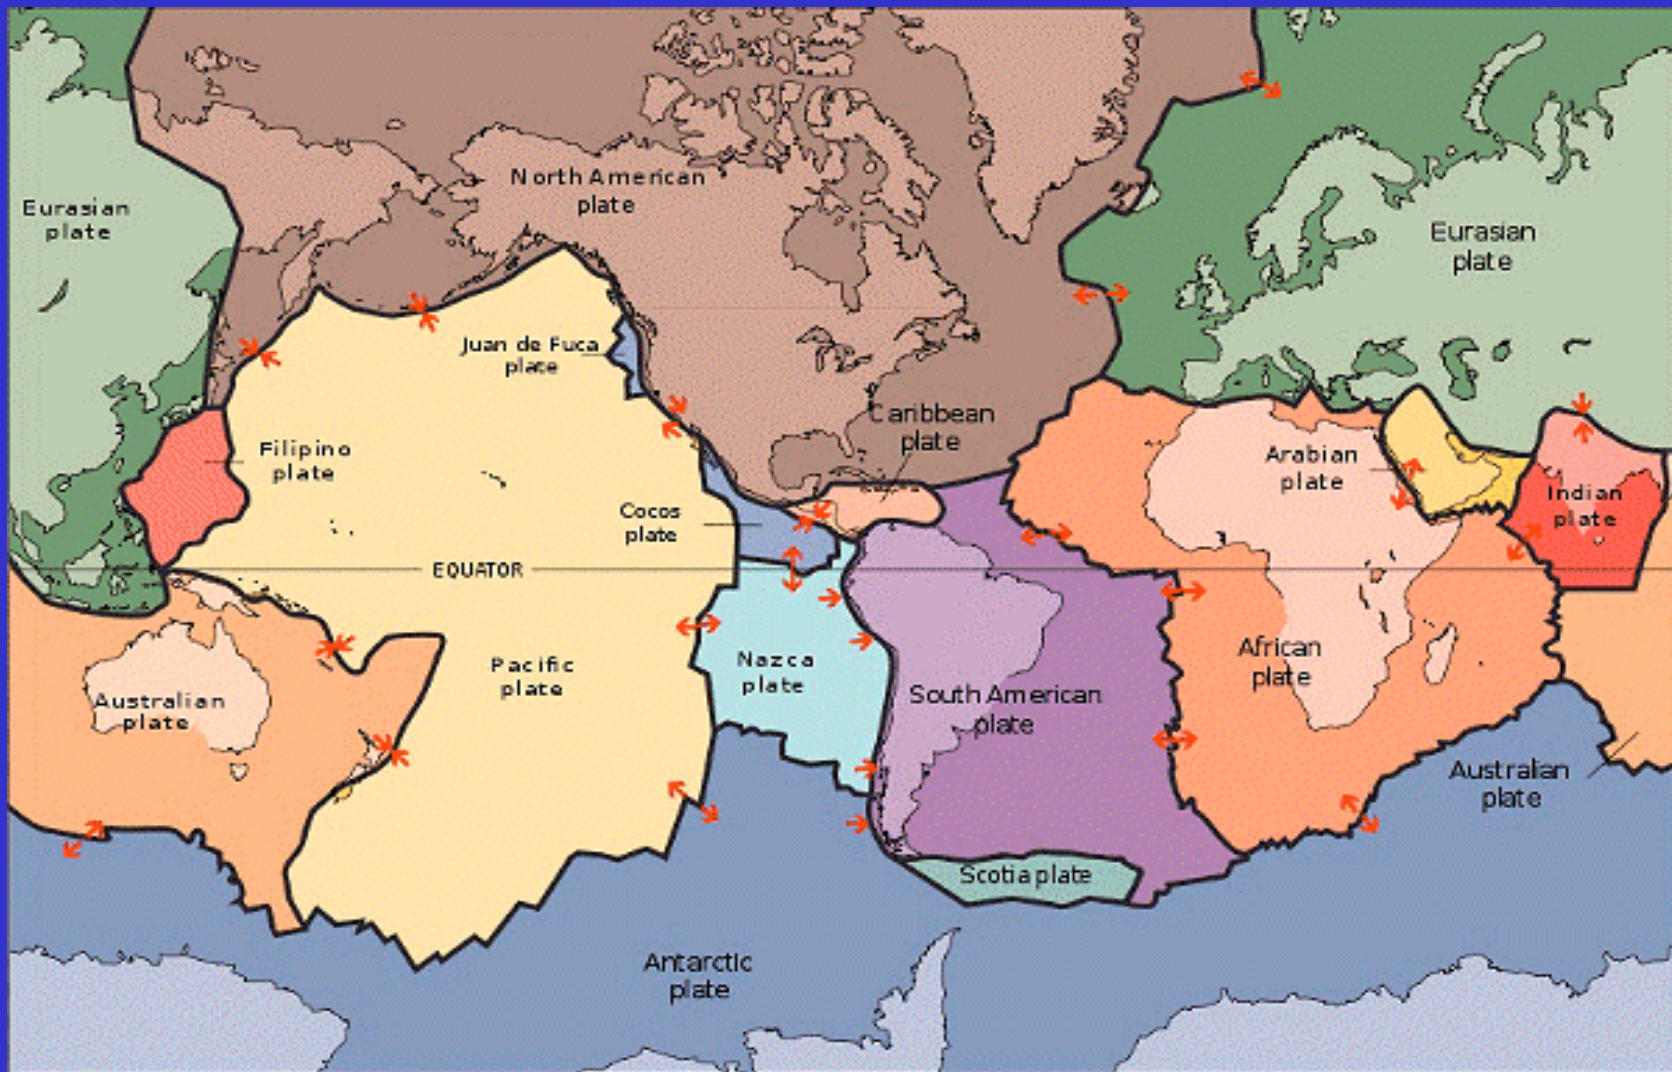 North American
plate
Eurasian
plate
Eurasian
plate
Juan de Fuca
plate
Caribbean
plate
Filipino
plate
Arabian
plate
Indian
plate
Cocos
plate
EQUATOR
Pacific
plate
Nazca
plate
African
plate
Australian
plate
South American
plate
Australian
plate
Scotia plate
Antarctic
plate